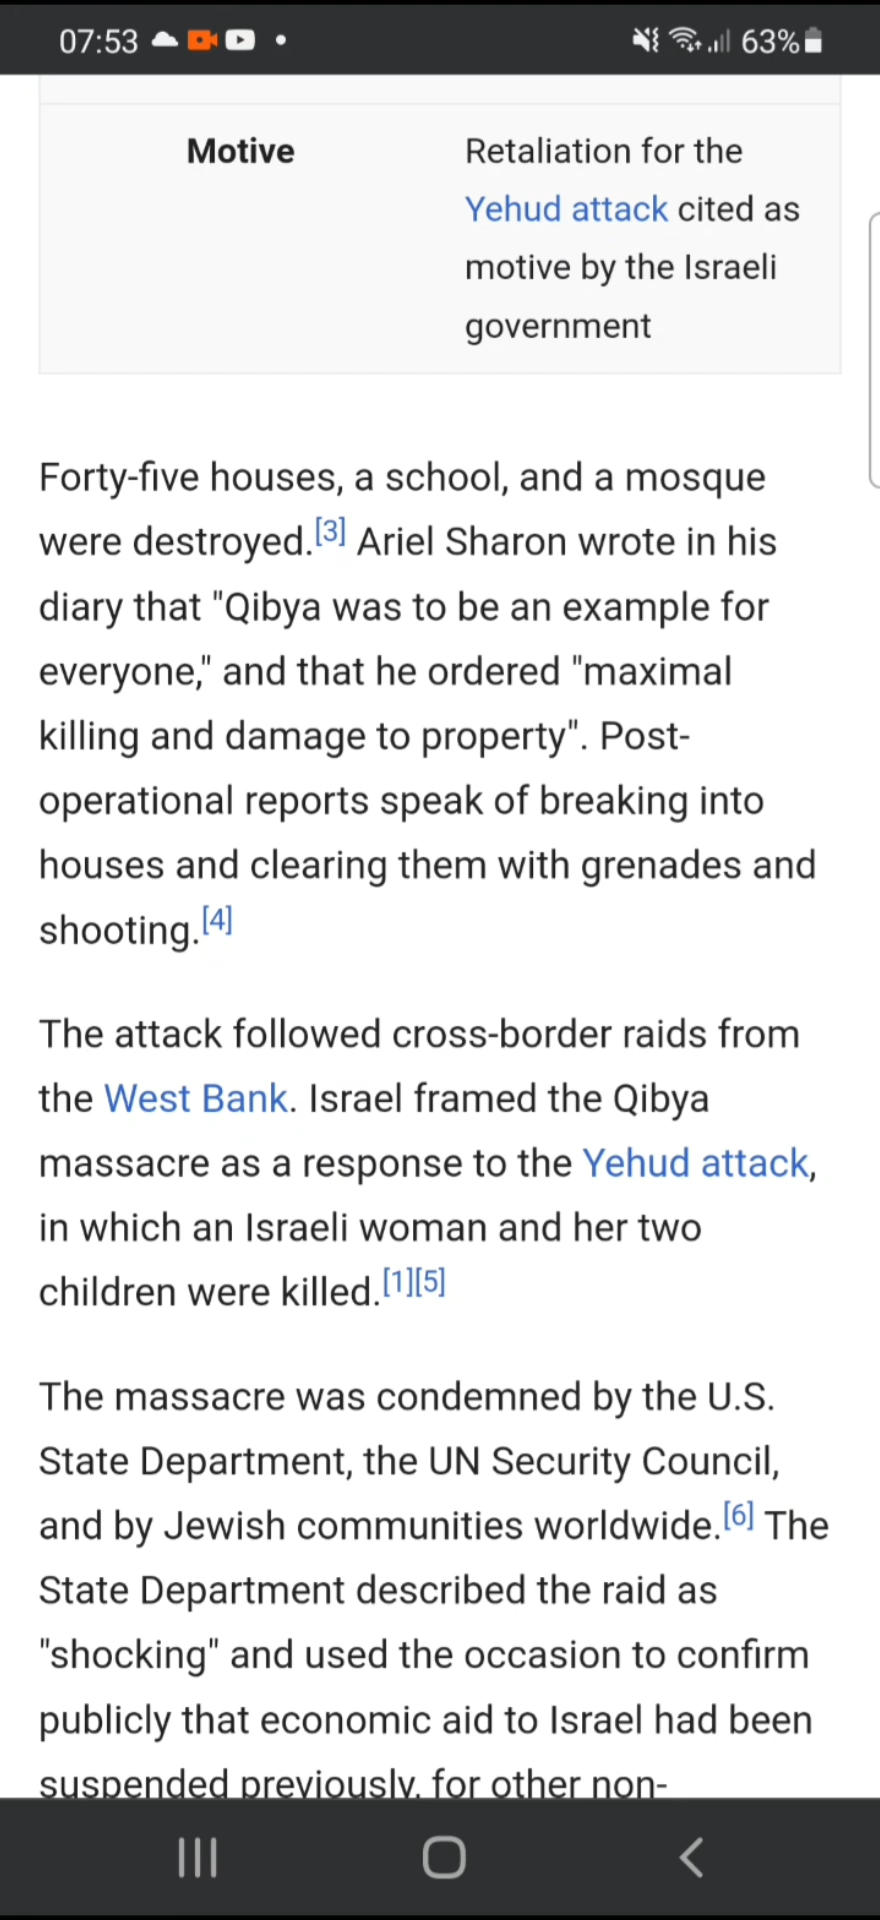 07:53
63%
Motive
Retaliation for the
Yehud attack cited as
motive by the Israeli
government
Forty-five houses, a school, and a mosque
were destroyed.[3] Ariel Sharon wrote in his
diary that "Qibya was to be an example for
everyone," and that he ordered "maximal
killing and damage to property". Post-
operational reports speak of breaking into
houses and clearing them with grenades and
shooting.[4]
The attack followed cross-border raids from
the West Bank. Israel framed the Qibya
massacre as a response to the Yehud attack,
in which an Israeli woman and her two
children were killed.[1][5]
The massacre was condemned by the U.S.
State Department, the UN Security Council,
and by Jewish communities worldwide.[6] The
State Department described the raid as
"shocking" and used the occasion to confirm
publicly that economic aid to Israel had been
suspended previously, for other non-